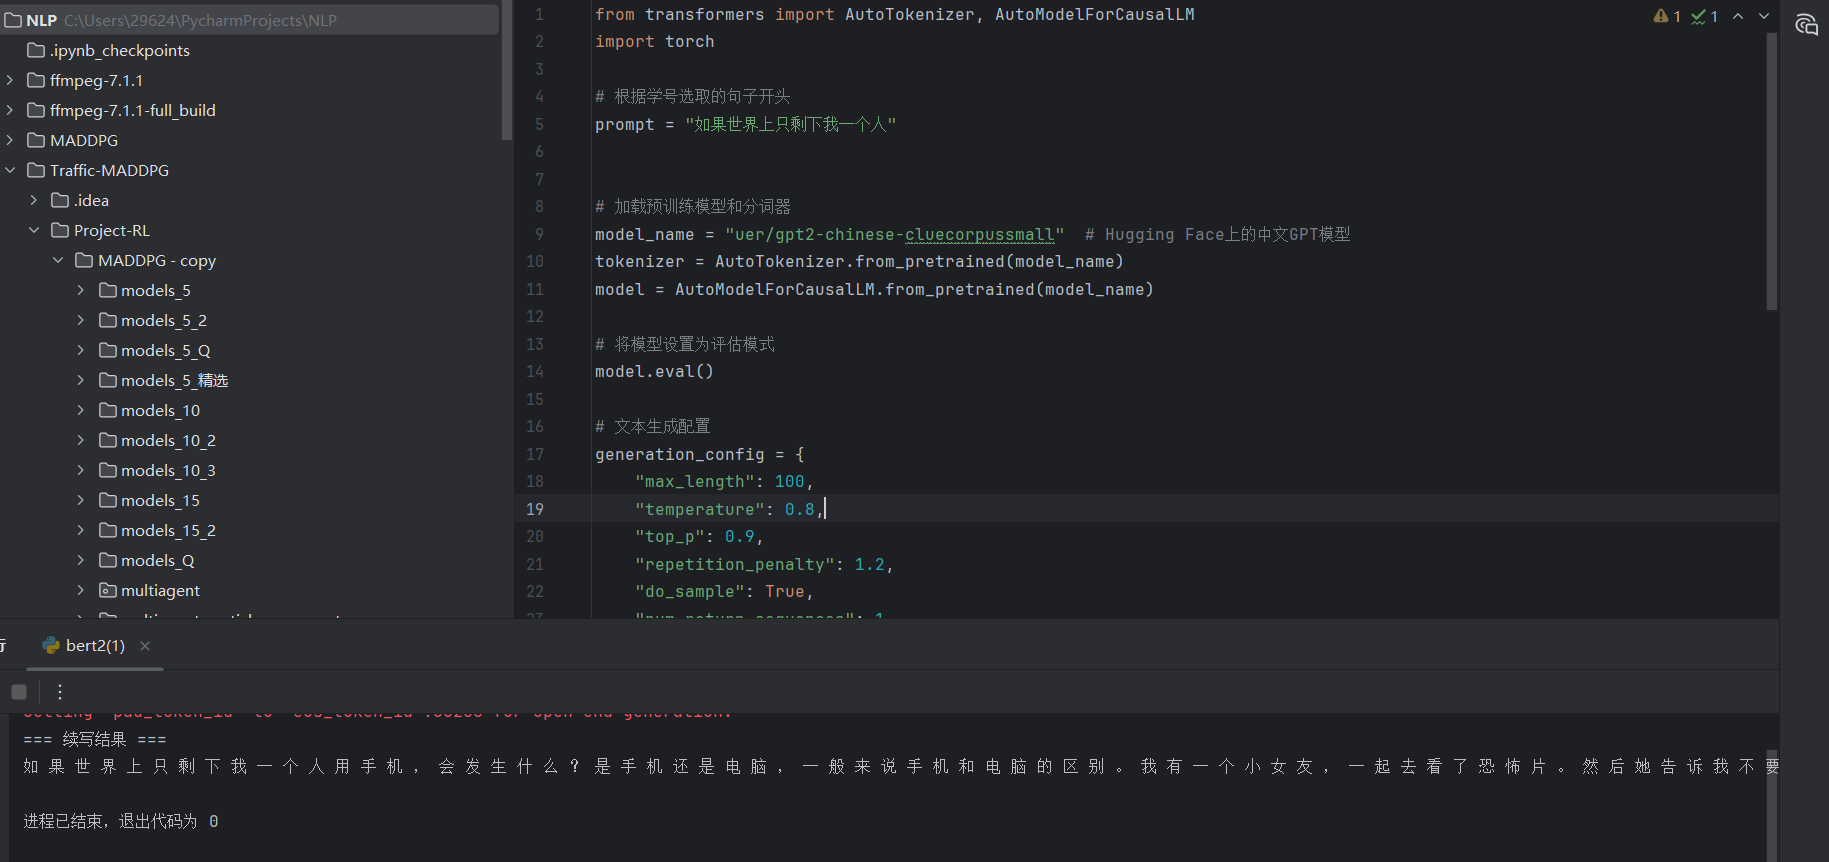 NLP C:\Users\29624\PycharmProjects\NLP
.ipynb_checkpoints
ffmpeg-7.1.1
ffmpeg-7.1.1-full_build
MADDPG
Traffic-MADDPG
.idea
Project-RL
MADDPG - copy
models_5
models_5_2
models_5_Q
models_5_精选
models_10
models_10_2
models_10_3
models_15
models_15_2
models_Q
multiagent
1 from transformers import AutoTokenizer, AutoModelForCausalLM
2 import torch
3
4 # 根据学号选取的句子开头
5 prompt = "如果世界上只剩下我一个人"
6
7
8 # 加载预训练模型和分词器
9 model_name = "uer/gpt2-chinese-cluecorpussmall"  # Hugging Face上的中文GPT模型
10 tokenizer = AutoTokenizer.from_pretrained(model_name)
11 model = AutoModelForCausalLM.from_pretrained(model_name)
12
13 # 将模型设置为评估模式
14 model.eval()
15
16 # 文本生成配置
17 generation_config = {
18     "max_length": 100,
19     "temperature": 0.8,
20     "top_p": 0.9,
21     "repetition_penalty": 1.2,
22     "do_sample": True,
1 1
行
bert2(1)
=== 续写结果 ===
如 果 世 界 上 只 剩 下 我 一 个 人 用 手 机 ， 会 发 生 什 么 ？ 是 手 机 还 是 电 脑 ， 一 般 来 说 手 机 和 电 脑 的 区 别 。 我 有 一 个 小 女 友 ， 一 起 去 看 了 恐 怖 片 。 然 后 她 告 诉 我 不 要
进程已结束，退出代码为 0